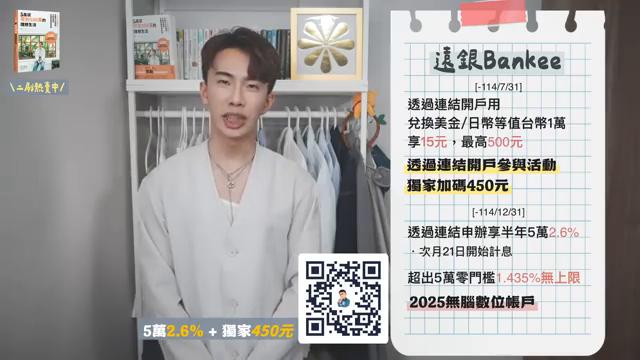 \二刷熱賣中/
遠銀Bankee
[-114/7/31]
透過連結開戶用
兌換美金/日幣等值台幣1萬
享15元，最高500元
透過連結開戶參與活動
獨家加碼450元
[-114/12/31]
透過連結申辦享半年5萬2.6%
·次月21日開始計息
超出5萬零門檻1.435%無上限
2025無腦數位帳戶
5萬2.6% + 獨家450元